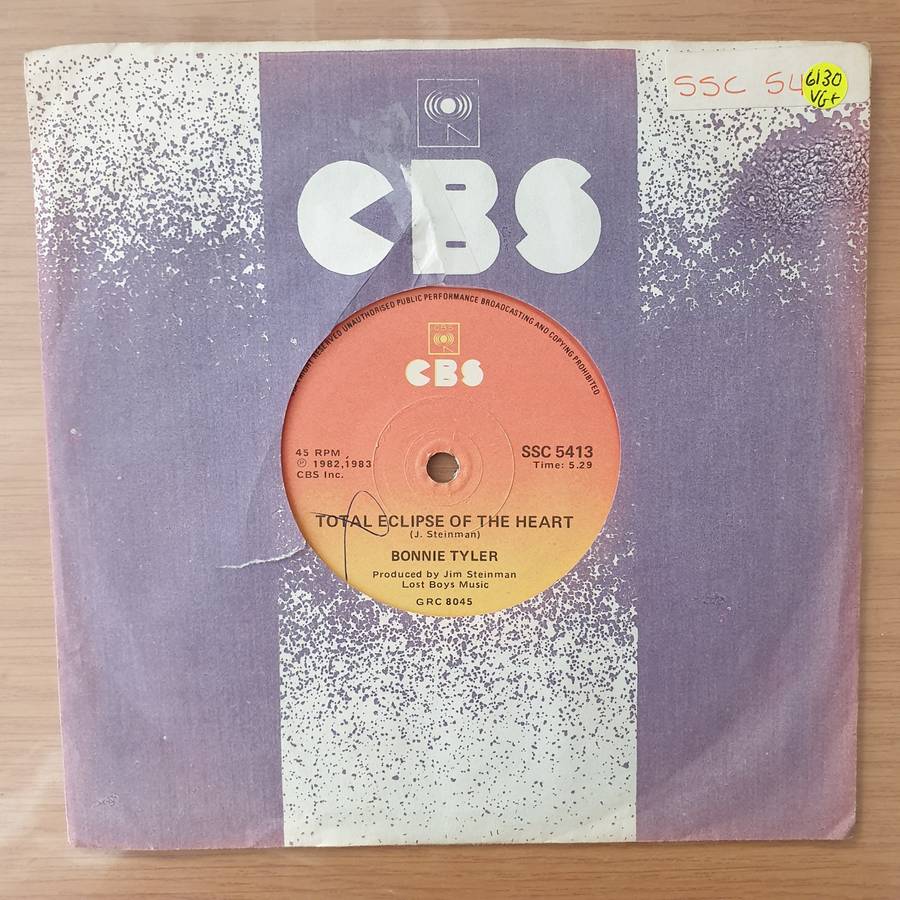 SSC 54
6130
VG+
CBS
RESERVED UNAUTHORISED PUBLIC PERFORMANCE BROADCASTING AND COPYING PROHIBITED
CBS
CBS
45 RPM
℗ 1982,1983
CBS Inc.
SSC 5413
Time: 5.29
TOTAL ECLIPSE OF THE HEART
(J. Steinman)
BONNIE TYLER
Produced by Jim Steinman
Lost Boys Music
GRC 8045